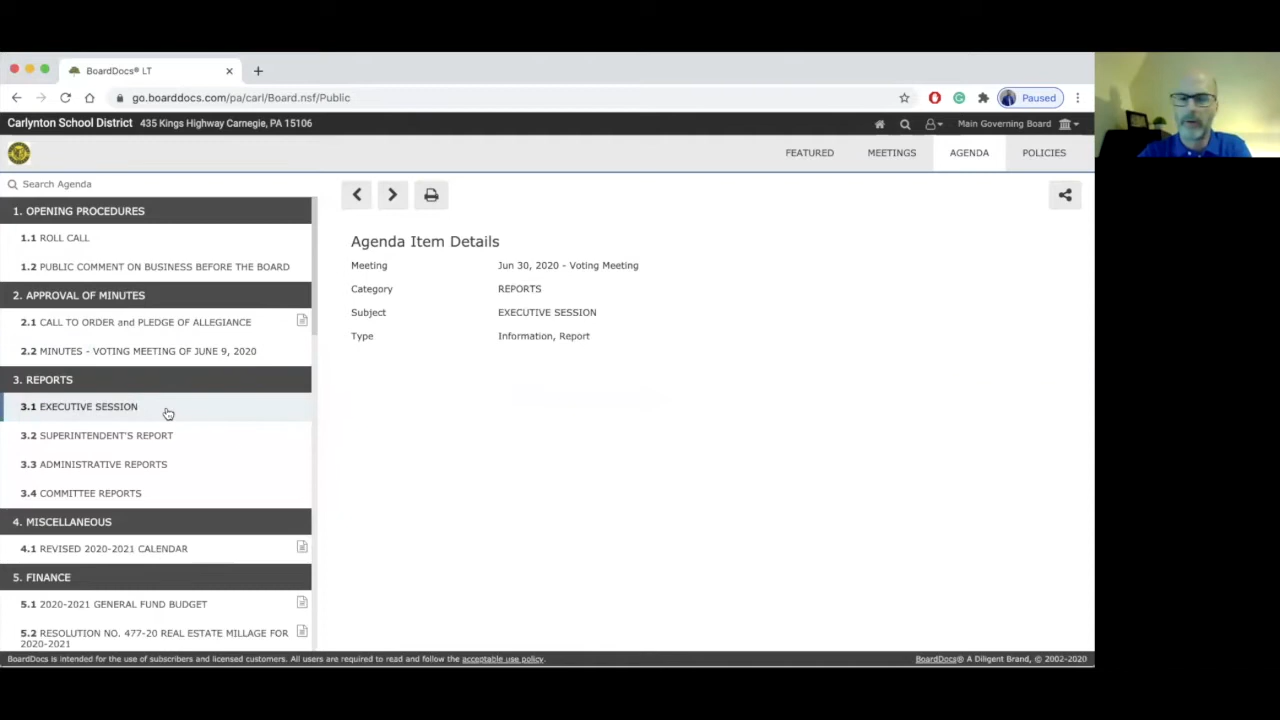 BoardDocs® LT
go.boarddocs.com/pa/carl/Board.nsf/Public
Paused
Carlynton School District 435 Kings Highway Carnegie, PA 15106
Main Governing Board
FEATURED
MEETINGS
AGENDA
POLICIES
Search Agenda
1. OPENING PROCEDURES
1.1 ROLL CALL
1.2 PUBLIC COMMENT ON BUSINESS BEFORE THE BOARD
2. APPROVAL OF MINUTES
2.1 CALL TO ORDER and PLEDGE OF ALLEGIANCE
2.2 MINUTES - VOTING MEETING OF JUNE 9, 2020
3. REPORTS
3.1 EXECUTIVE SESSION
3.2 SUPERINTENDENT'S REPORT
3.3 ADMINISTRATIVE REPORTS
3.4 COMMITTEE REPORTS
4. MISCELLANEOUS
4.1 REVISED 2020-2021 CALENDAR
5. FINANCE
5.1 2020-2021 GENERAL FUND BUDGET
5.2 RESOLUTION NO. 477-20 REAL ESTATE MILLAGE FOR
2020-2021
Agenda Item Details
Meeting Jun 30, 2020 - Voting Meeting
Category REPORTS
Subject EXECUTIVE SESSION
Type Information, Report
BoardDocs is intended for the use of subscribers and licensed customers. All users are required to read and follow the acceptable use policy.
BoardDocs® A Diligent Brand, © 2002-2020